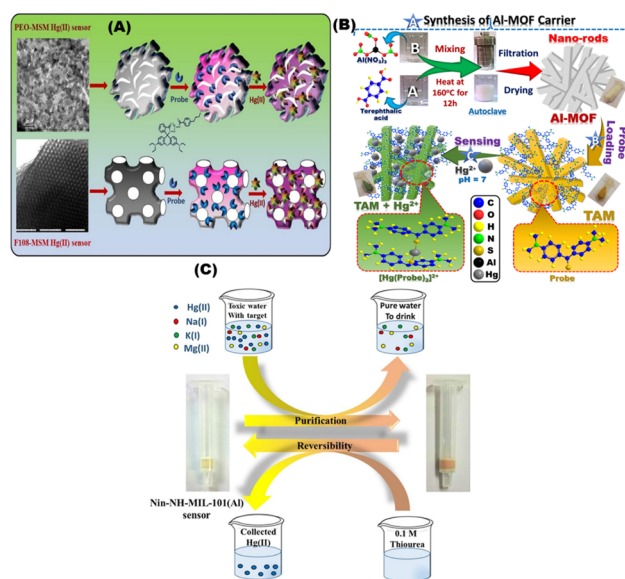 (A)
PEO-MSM Hg(II) sensor
Probe
Hg(II)
F108-MSM Hg(II) sensor
Probe
Hg(II)
(B)
A
Synthesis of Al-MOF Carrier
Al(NO3)3
B
Mixing
Filtration
Nano-rods
A
Heat at
160°C for
12h
Drying
Terephthalic
acid
Autoclave
Al-MOF
Probe
Loading
B
Sensing
Hg2+
pH = 7
TAM + Hg2+
TAM
C
O
H
N
S
Al
Hg
[Hg(Probe)2]2+
Probe
(C)
Hg(II)
Na(I)
K(I)
Mg(II)
Toxic water
With target
Pure water
To drink
Purification
Reversibility
Nin-NH-MIL-101(Al)
sensor
Collected
Hg(II)
0.1 M
Thiourea